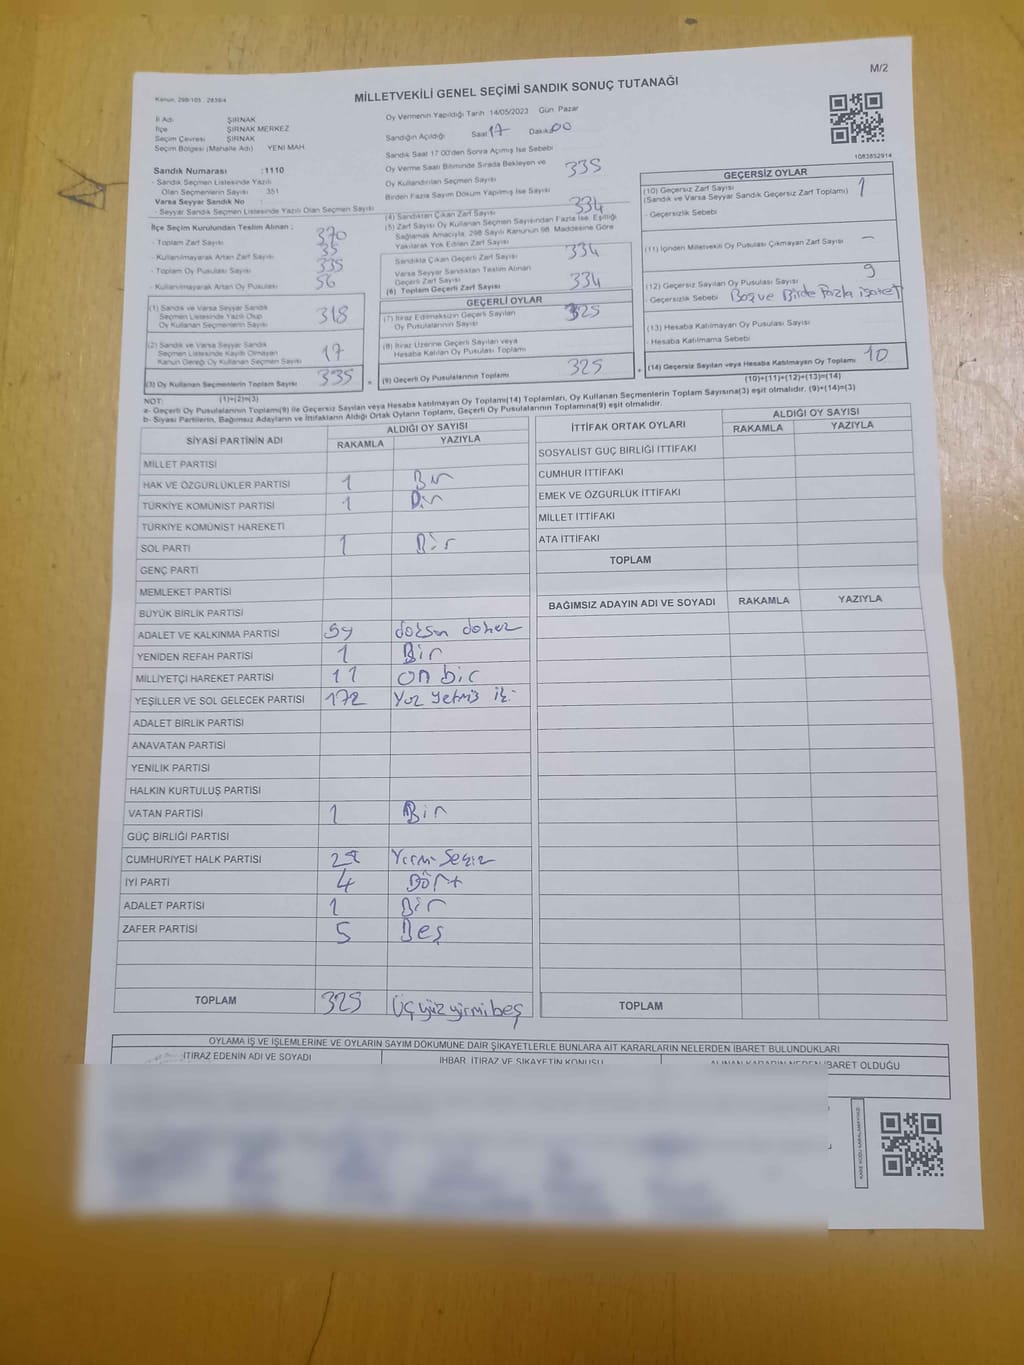 M/2
Kanun, 298/105 : 2839/4
MİLLETVEKİLİ GENEL SEÇİMİ SANDIK SONUÇ TUTANAĞI
İl Adı ŞIRNAK
İlçe ŞIRNAK MERKEZ
Seçim Çevresi ŞIRNAK
Seçim Bölgesi (Mahalle Adı) YENİ MAH.
Sandık Numarası :1110
- Sandık Seçmen Listesinde Yazılı
Olan Seçmenlerin Sayısı 351
Varsa Seyyar Sandık No :
- Seyyar Sandık Seçmen Listesinde Yazılı Olan Seçmen Sayısı
İlçe Seçim Kurulundan Teslim Alınan ;
- Toplam Zarf Sayısı 370
- Kullanılmayarak Artan Zarf Sayısı 35
- Toplam Oy Pusulası Sayısı
- Kullanılmayarak Artan Oy Pusulası 56
(1) Sandık ve Varsa Seyyar Sandık
Seçmen Listesinde Yazılı Olup
Oy Kullanan Seçmenlerin Sayısı 318
(2) Sandık ve Varsa Seyyar Sandık
Seçmen Listesinde Kayıtlı Olmayan
Kanun Gereği Oy Kullanan Seçmen Sayısı 17
(3) Oy Kullanan Seçmenlerin Toplam Sayısı 335
(1)+(2)=(3)
Oy Vermenin Yapıldığı Tarih 14/05/2023 Gün. Pazar
Sandığın Açıldığı Saat 17 Dakika 00
Sandık Saat 17:00'den Sonra Açılmış İse Sebebi
Oy Verme Saati Bitiminde Sırada Bekleyen ve
Oy Kullandırılan Seçmen Sayısı 335
Birden Fazla Sayım Döküm Yapılmış İse Sayısı
(4) Sandıktan Çıkan Zarf Sayısı 334
(5) Zarf Sayısı Oy Kullanan Seçmen Sayısından Fazla İse, Eşitliği
Sağlamak Amacıyla, 298 Sayılı Kanunun 98. Maddesine Göre
Yakılarak Yok Edilen Zarf Sayısı
Sandıkta Çıkan Geçerli Zarf Sayısı 334
Varsa Seyyar Sandıktan Teslim Alınan
Geçerli Zarf Sayısı
(6) Toplam Geçerli Zarf Sayısı 334
GEÇERLİ OYLAR
(7) İtiraz Edilmeksizin Geçerli Sayılan
Oy Pusulalarının Sayısı 325
(8) İtiraz Üzerine Geçerli Sayılan veya
Hesaba Katılan Oy Pusulası Toplamı
= (9) Geçerli Oy Pusulalarının Toplamı 325 +
1083852914
GEÇERSİZ OYLAR
(10) Geçersiz Zarf Sayısı 1
(Sandık ve Varsa Seyyar Sandık Geçersiz Zarf Toplamı)
- Geçersizlik Sebebi
(11) İçinden Milletvekili Oy Pusulası Çıkmayan Zarf Sayısı -
(12) Geçersiz Sayılan Oy Pusulası Sayısı 9
- Geçersizlik Sebebi Boş ve Birde Fazla işaret
(13) Hesaba Katılmayan Oy Pusulası Sayısı
- Hesaba Katılmama Sebebi
(14) Geçersiz Sayılan veya Hesaba Katılmayan Oy Toplamı 10
(10)+(11)+(12)+(13)=(14)
NOT:
a- Geçerli Oy Pusulaları Toplamı(9) ile Geçersiz Sayılan veya Hesaba Katılmayan Oy Toplamı(14) Toplamları, Oy Kullanan Seçmenlerin Toplam Sayısına(3) eşit olmalıdır. (9)+(14)=(3)
b- Siyasi Partilerin, Bağımsız Adayların ve İttifakların Aldığı Ortak Oyların Toplamı, Geçerli Oy Pusulalarının Toplamına(9) eşit olmalıdır.
SİYASİ PARTİNİN ADI ALDIĞI OY SAYISI
RAKAMLA YAZIYLA
MİLLET PARTİSİ
HAK VE ÖZGÜRLÜKLER PARTİSİ 1 Bir
TÜRKİYE KOMÜNİST PARTİSİ 1 Bir
TÜRKİYE KOMÜNİST HAREKETİ
SOL PARTİ 1 Bir
GENÇ PARTİ
MEMLEKET PARTİSİ
BÜYÜK BİRLİK PARTİSİ
ADALET VE KALKINMA PARTİSİ
YENİDEN REFAH PARTİSİ 1 Bir
MİLLİYETÇİ HAREKET PARTİSİ 11 on bir
YEŞİLLER VE SOL GELECEK PARTİSİ 172 Yüz yetmiş iki
ADALET BİRLİK PARTİSİ
ANAVATAN PARTİSİ
YENİLİK PARTİSİ
HALKIN KURTULUŞ PARTİSİ
VATAN PARTİSİ 1 Bir
GÜÇ BİRLİĞİ PARTİSİ
CUMHURİYET HALK PARTİSİ 28 Yirmi Sekiz
İYİ PARTİ 4 Dört
ADALET PARTİSİ 1 Bir
ZAFER PARTİSİ 5 Beş
TOPLAM 325 Üçyüzyirmibeş
İTTİFAK ORTAK OYLARI ALDIĞI OY SAYISI
RAKAMLA YAZIYLA
SOSYALİST GÜÇ BİRLİĞİ İTTİFAKI
CUMHUR İTTİFAKI
EMEK VE ÖZGÜRLÜK İTTİFAKI
MİLLET İTTİFAKI
ATA İTTİFAKI
TOPLAM
BAĞIMSIZ ADAYIN ADI VE SOYADI RAKAMLA YAZIYLA
TOPLAM
OYLAMA İŞ VE İŞLEMLERİNE VE OYLARIN SAYIM DÖKÜMÜNE DAİR ŞİKAYETLERLE BUNLARA AİT KARARLARIN NELERDEN İBARET BULUNDUKLARI
İTİRAZ EDENİN ADI VE SOYADI İHBAR, İTİRAZ VE ŞİKAYETİN KONUSU ALINAN KARARIN NEDEN İBARET OLDUĞU
KARE KODU KARALAMAYINIZ!